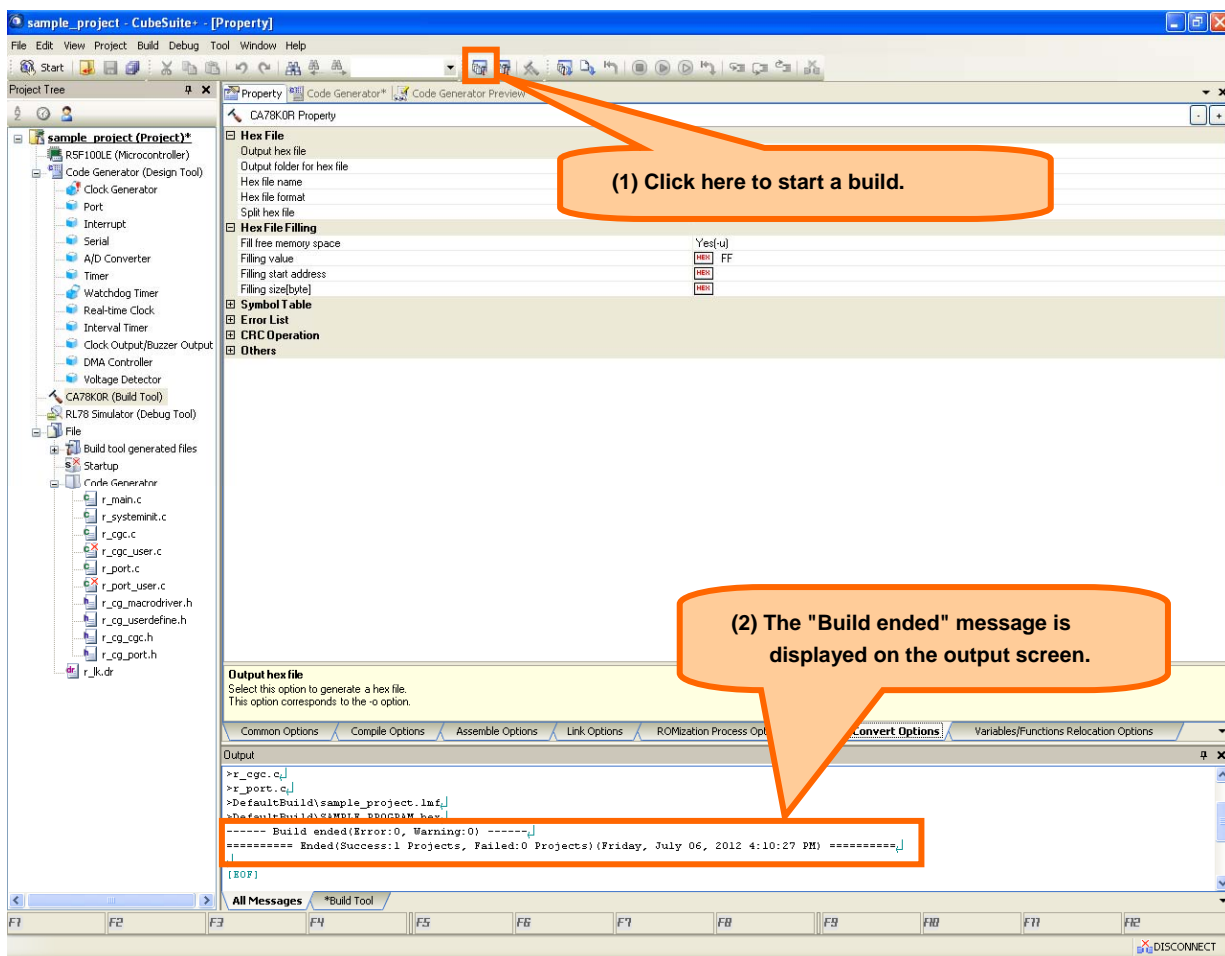 sample_project - CubeSuite+ - [Property]
File Edit View Project Build Debug Tool Window Help
Start
Project Tree
Property Code Generator* Code Generator Preview
CA78K0R Property
sample_project (Project)*
R5F100LE (Microcontroller)
Code Generator (Design Tool)
Clock Generator
Port
Interrupt
Serial
A/D Converter
Timer
Watchdog Timer
Real-time Clock
Interval Timer
Clock Output/Buzzer Output
DMA Controller
Voltage Detector
CA78K0R (Build Tool)
RL78 Simulator (Debug Tool)
File
Build tool generated files
Startup
Code Generator
r_main.c
r_systeminit.c
r_cgc.c
r_cgc_user.c
r_port.c
r_port_user.c
r_cg_macrodriver.h
r_cg_userdefine.h
r_cg_cgc.h
r_cg_port.h
r_lk.dr
Hex File
Output hex file
Output folder for hex file
Hex file name
Hex file format
Split hex file
Hex File Filling
Fill free memory space Yes(-u)
Filling value HEX FF
Filling start address HEX
Filling size[byte] HEX
Symbol Table
Error List
CRC Operation
Others
(1) Click here to start a build.
(2) The "Build ended" message is
displayed on the output screen.
Output hex file
Select this option to generate a hex file.
This option corresponds to the -o option.
Common Options Compile Options Assemble Options Link Options ROMization Process Convert Options Variables/Functions Relocation Options
Output
>r_cgc.c
>r_port.c
>DefaultBuild\sample_project.lmf
>DefaultBuild\SAMPLE_PROGRAM.hex
------ Build ended(Error:0, Warning:0) ------
========== Ended(Success:1 Projects, Failed:0 Projects)(Friday, July 06, 2012 4:10:27 PM) ==========
[EOF]
All Messages *Build Tool
F1 F2 F3 F4 F5 F6 F7 F8 F9 F10 F11 F12
DISCONNECT